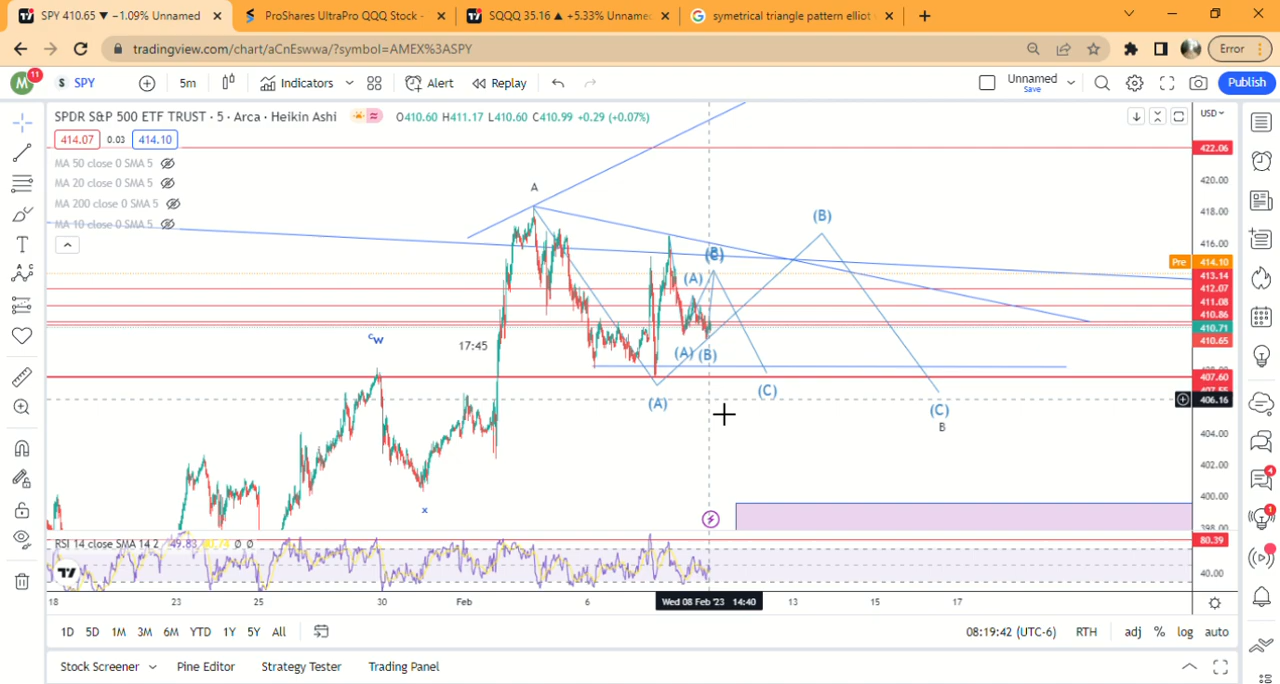 SPY 410.65 ▼ −1.09% Unnamed
ProShares UltraPro QQQ Stock -
SQQQ 35.16 ▲ +5.33% Unname
symetrical triangle pattern elliot
tradingview.com/chart/aCnEswwa/?symbol=AMEX%3ASPY
Error
M 11
$ SPY
5m
Indicators
Alert
Replay
Unnamed
Save
Publish
SPDR S&P 500 ETF TRUST · 5 · Arca · Heikin Ashi
O410.60 H411.17 L410.60 C410.99 +0.29 (+0.07%)
USD
414.07 0.03 414.10
MA 50 close 0 SMA 5
MA 20 close 0 SMA 5
MA 200 close 0 SMA 5
MA 10 close 0 SMA 5
422.06
420.00
418.00
416.00
Pre 414.10
413.14
412.07
411.08
410.86
410.71
410.65
407.60
406.16
404.00
402.00
400.00
398.00
A
(B)
(A)
cw
17:45
(A) (B)
(C)
(A)
(C)
B
x
RSI 14 close SMA 14 2 49.83
80.39
40.00
18 23 25 30 Feb 6 Wed 08 Feb '23 14:40 13 15 17
1D 5D 1M 3M 6M YTD 1Y 5Y All
08:19:42 (UTC-6) RTH adj % log auto
Stock Screener Pine Editor Strategy Tester Trading Panel
4
1